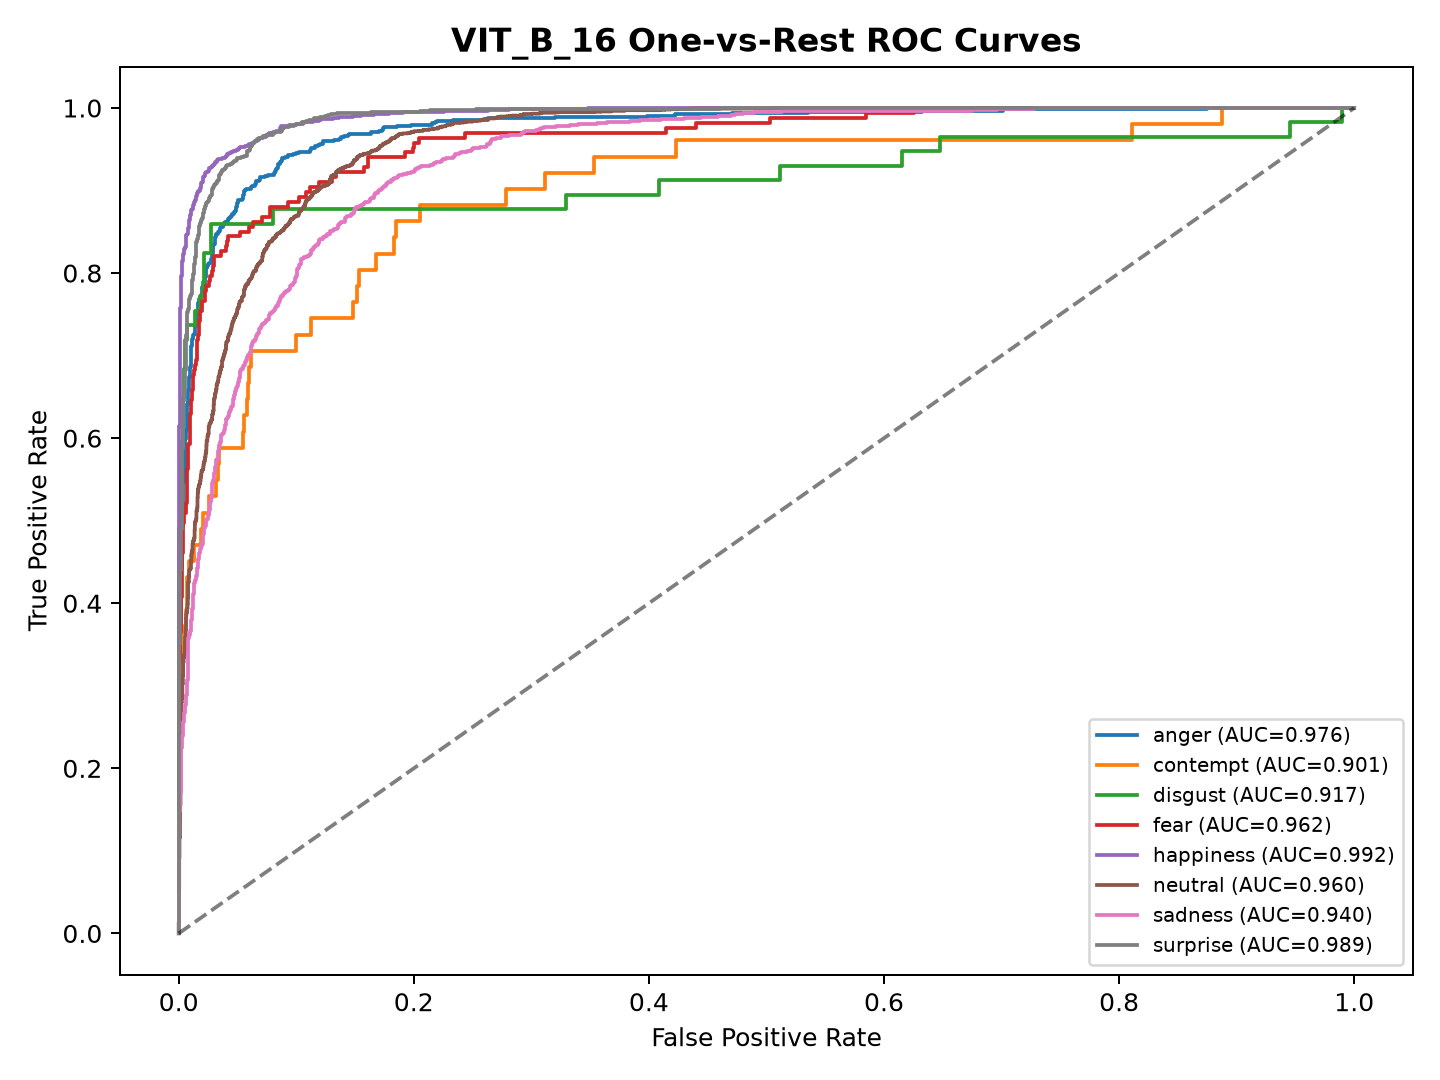 VIT_B_16 One-vs-Rest ROC Curves
True Positive Rate
1.0
0.8
0.6
0.4
0.2
0.0
anger (AUC=0.976)
contempt (AUC=0.901)
disgust (AUC=0.917)
fear (AUC=0.962)
happiness (AUC=0.992)
neutral (AUC=0.960)
sadness (AUC=0.940)
surprise (AUC=0.989)
0.0 0.2 0.4 0.6 0.8 1.0
False Positive Rate